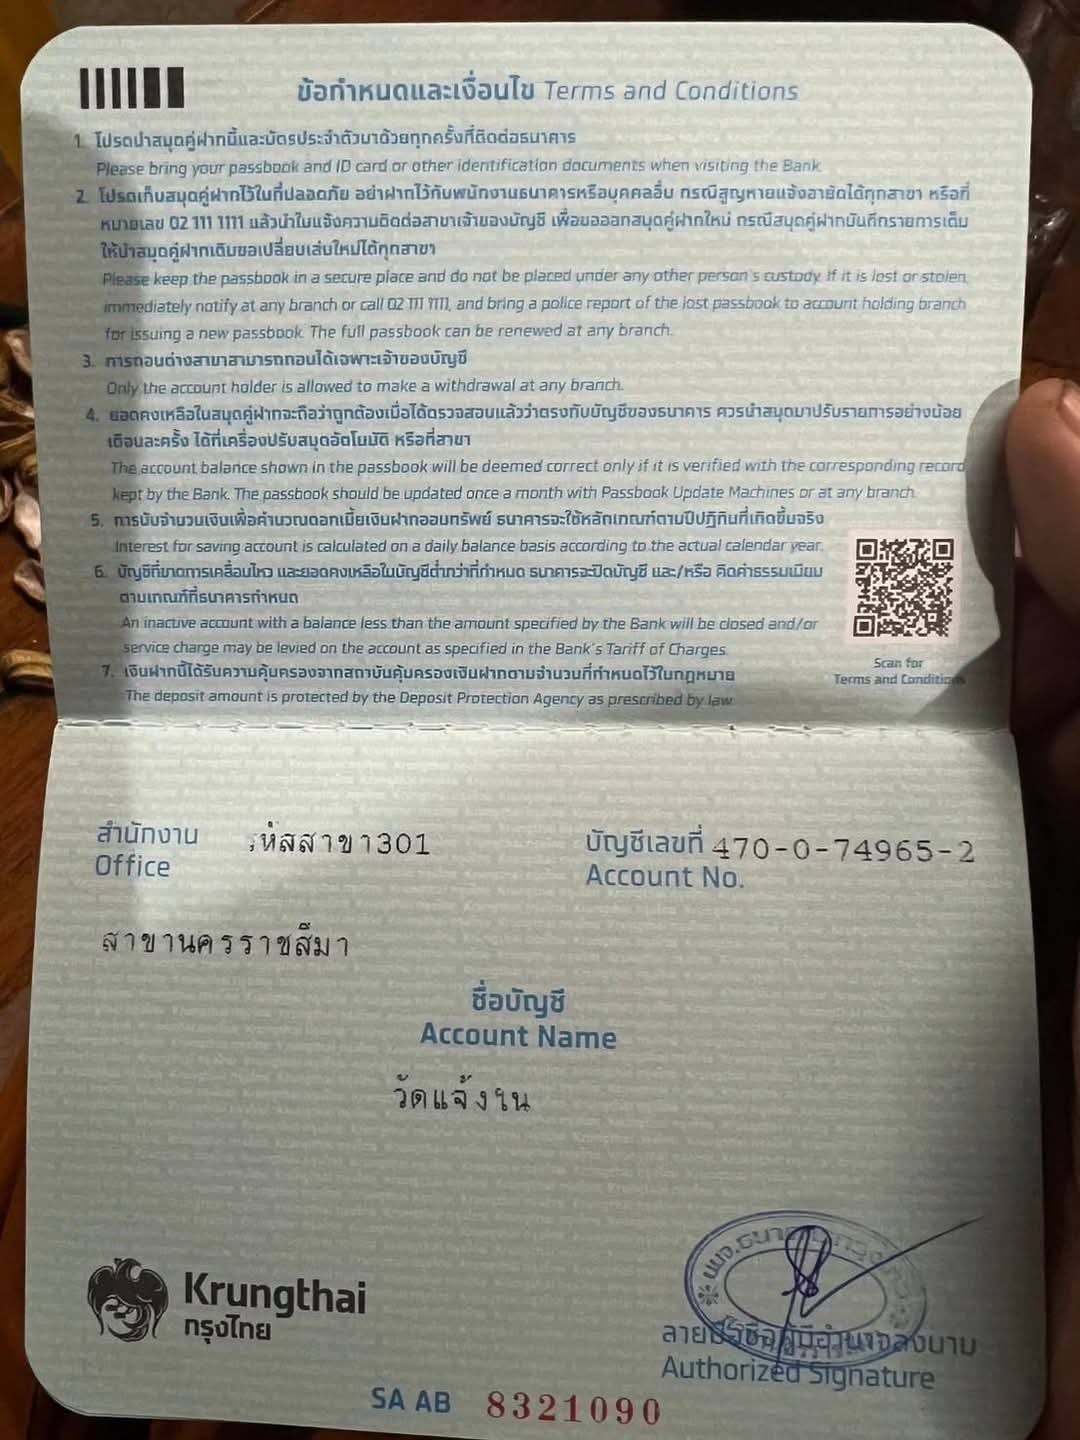 ข้อกำหนดและเงื่อนไข Terms and Conditions
1. โปรดนำสมุดคู่ฝากนี้และบัตรประจำตัวมาด้วยทุกครั้งที่ติดต่อธนาคาร
Please bring your passbook and ID card or other identification documents when visiting the Bank.
2. โปรดเก็บสมุดคู่ฝากไว้ในที่ปลอดภัย อย่าฝากไว้กับพนักงานธนาคารหรือบุคคลอื่น กรณีสูญหายแจ้งอายัดได้ทุกสาขา หรือที่
หมายเลข 02 111 1111 แล้วนำใบแจ้งความติดต่อสาขาเจ้าของบัญชี เพื่อขอออกสมุดคู่ฝากใหม่ กรณีสมุดคู่ฝากบันทึกรายการเต็ม
ให้นำสมุดคู่ฝากเดิมขอเปลี่ยนเล่มใหม่ได้ทุกสาขา
Please keep the passbook in a secure place and do not be placed under any other person's custody. If it is lost or stolen,
immediately notify at any branch or call 02 111 1111, and bring a police report of the lost passbook to account holding branch
for issuing a new passbook. The full passbook can be renewed at any branch.
3. การถอนต่างสาขาสามารถถอนได้เฉพาะเจ้าของบัญชี
Only the account holder is allowed to make a withdrawal at any branch.
4. ยอดคงเหลือในสมุดคู่ฝากจะถือว่าถูกต้องเมื่อได้ตรวจสอบแล้วว่าตรงกับบัญชีของธนาคาร ควรนำสมุดมาปรับรายการอย่างน้อย
เดือนละครั้ง ได้ที่เครื่องปรับสมุดอัตโนมัติ หรือที่สาขา
The account balance shown in the passbook will be deemed correct only if it is verified with the corresponding record
kept by the Bank. The passbook should be updated once a month with Passbook Update Machines or at any branch.
5. การนับจำนวนเงินเพื่อคำนวณดอกเบี้ยเงินฝากออมทรัพย์ ธนาคารจะใช้หลักเกณฑ์ตามปีปฏิทินที่เกิดขึ้นจริง
Interest for saving account is calculated on a daily balance basis according to the actual calendar year.
6. บัญชีที่ขาดการเคลื่อนไหว และยอดคงเหลือในบัญชีต่ำกว่าที่กำหนด ธนาคารจะปิดบัญชี และ/หรือ คิดค่าธรรมเนียม
ตามเกณฑ์ที่ธนาคารกำหนด
An inactive account with a balance less than the amount specified by the Bank will be closed and/or
service charge may be levied on the account as specified in the Bank's Tariff of Charges.
7. เงินฝากนี้ได้รับความคุ้มครองจากสถาบันคุ้มครองเงินฝากตามจำนวนที่กำหนดไว้ในกฎหมาย
The deposit amount is protected by the Deposit Protection Agency as prescribed by law.
Scan for
Terms and Conditions
สำนักงาน รหัสสาขา301
Office
บัญชีเลขที่ 470-0-74965-2
Account No.
สาขานครราชสีมา
ชื่อบัญชี
Account Name
วัดแจ้งใน
Krungthai
กรุงไทย
ลายมือชื่อผู้มีอำนาจลงนาม
Authorized Signature
SA AB 8321090